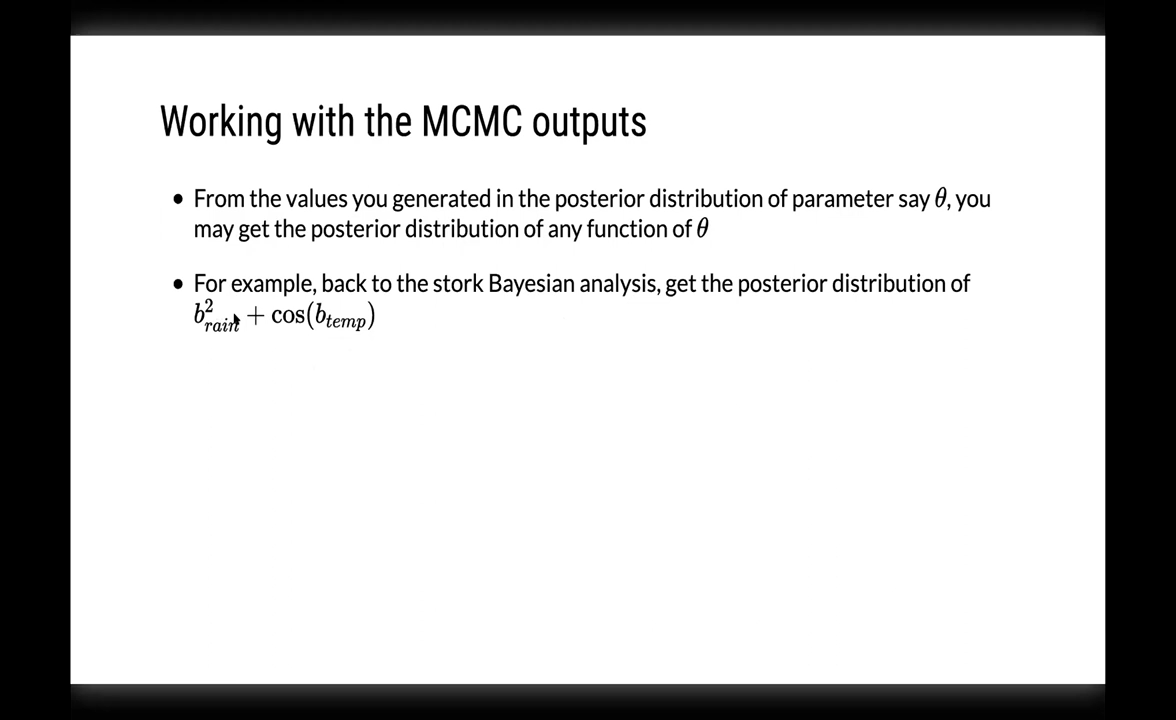 Working with the MCMC outputs
• From the values you generated in the posterior distribution of parameter say θ, you
may get the posterior distribution of any function of θ
• For example, back to the stork Bayesian analysis, get the posterior distribution of
b²_rain + cos(b_temp)